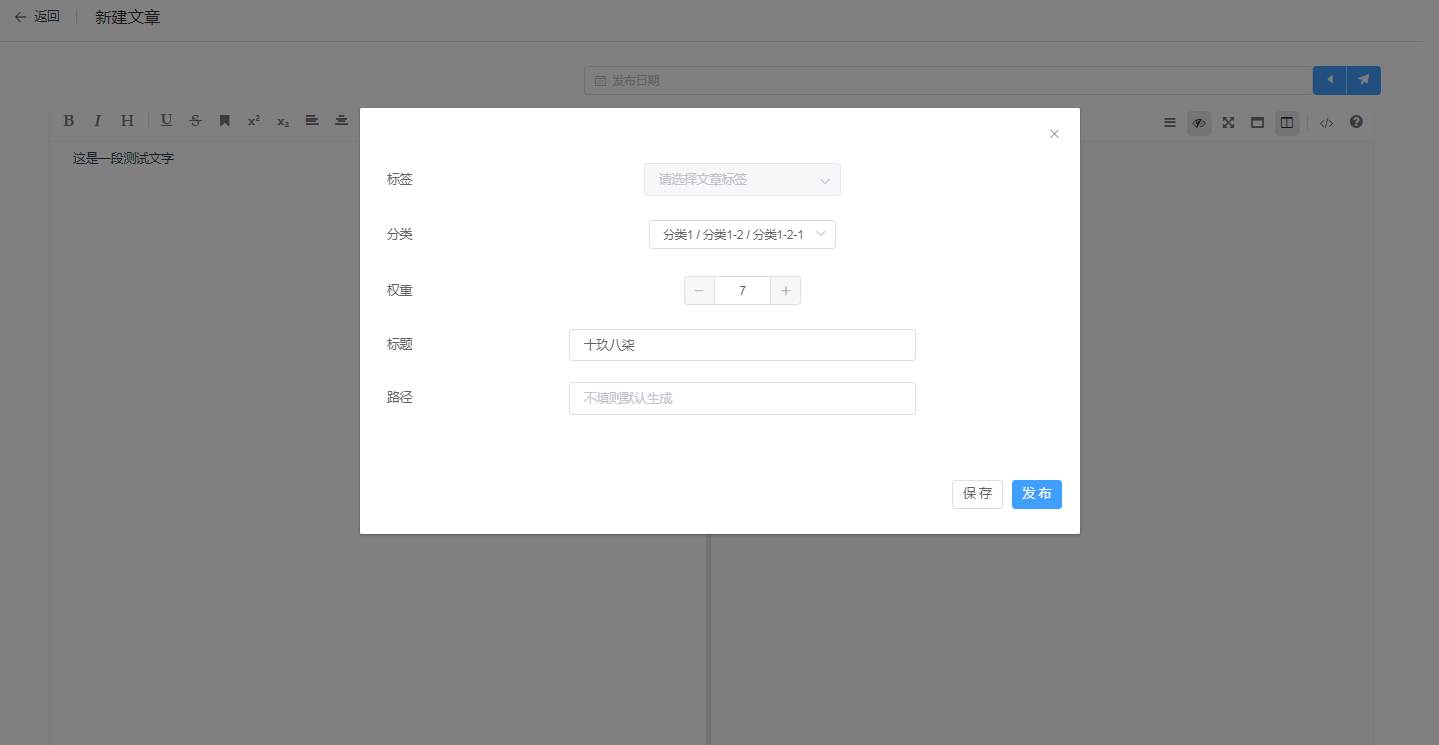 返回 新建文章
发布日期
B I H U S x² x₂
这是一段测试文字
标签 请选择文章标签
分类 分类1 / 分类1-2 / 分类1-2-1
权重 7
标题 十玖八柒
路径 不填则默认生成
保存 发布